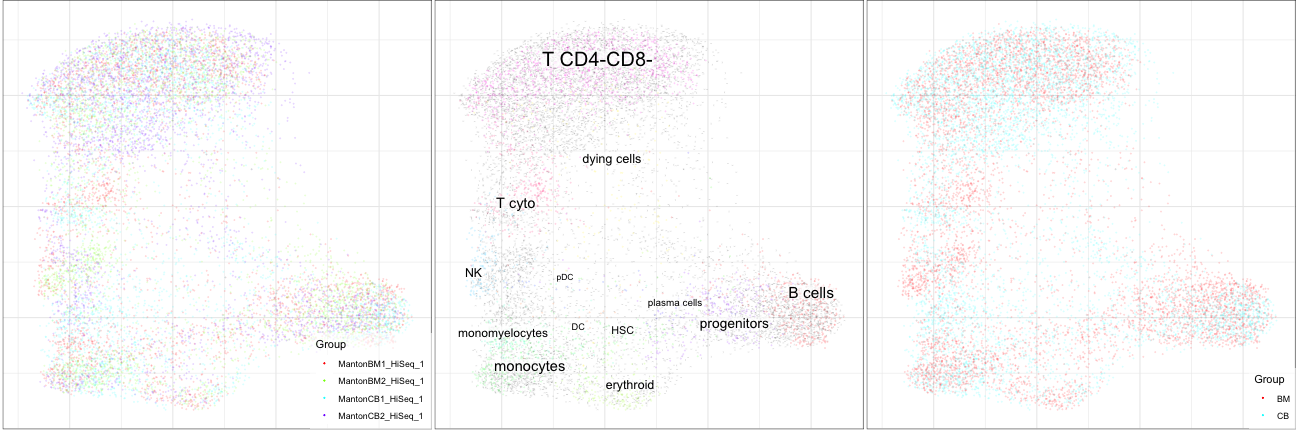 Group
MantonBM1_HiSeq_1
MantonBM2_HiSeq_1
MantonCB1_HiSeq_1
MantonCB2_HiSeq_1
T CD4-CD8-
dying cells
T cyto
NK
pDC
B cells
plasma cells
progenitors
monomyelocytes
DC
HSC
monocytes
erythroid
Group
BM
CB